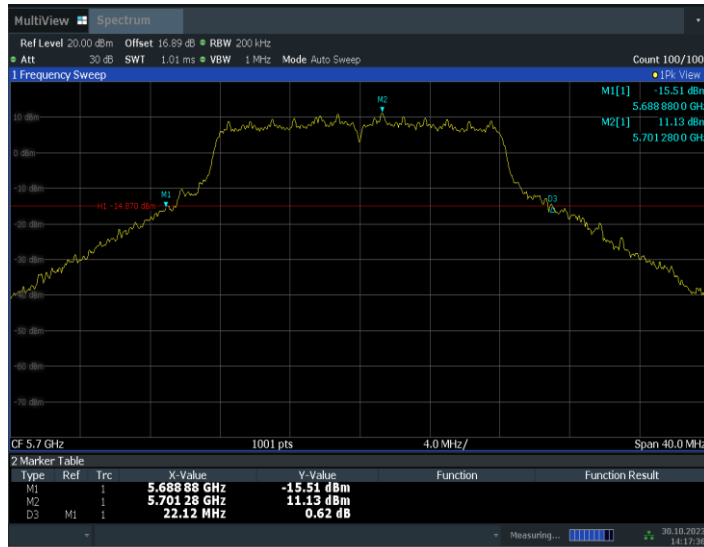 MultiView Spectrum
Ref Level 20.00 dBm Offset 16.89 dB RBW 200 kHz
Att 30 dB SWT 1.01 ms VBW 1 MHz Mode Auto Sweep Count 100/100
1 Frequency Sweep 1Pk View
M1[1] -15.51 dBm
5.688 880 0 GHz
M2[1] 11.13 dBm
5.701 280 0 GHz
M2
10 dBm
0 dBm
-10 dBm
M1
D3
H1 -14.870 dBm
-20 dBm
-30 dBm
-40 dBm
-50 dBm
-60 dBm
-70 dBm
CF 5.7 GHz 1001 pts 4.0 MHz/ Span 40.0 MHz
2 Marker Table
Type Ref Trc X-Value Y-Value Function Function Result
M1 1 5.688 88 GHz -15.51 dBm
M2 1 5.701 28 GHz 11.13 dBm
D3 M1 1 22.12 MHz 0.62 dB
Measuring... 30.10.2023
14:17:36